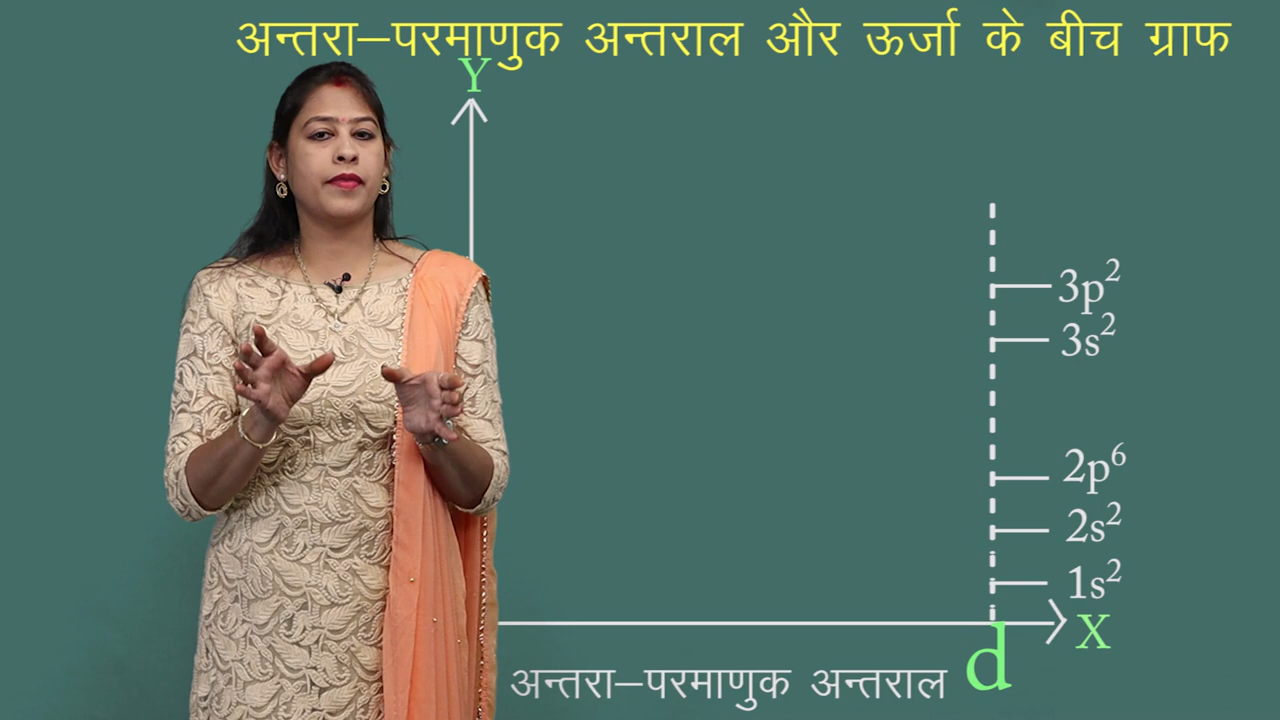 अन्तरा–परमाणुक अन्तराल और ऊर्जा के बीच ग्राफ
Y
3p²
3s²
2p⁶
2s²
1s²
X
अन्तरा–परमाणुक अन्तराल d